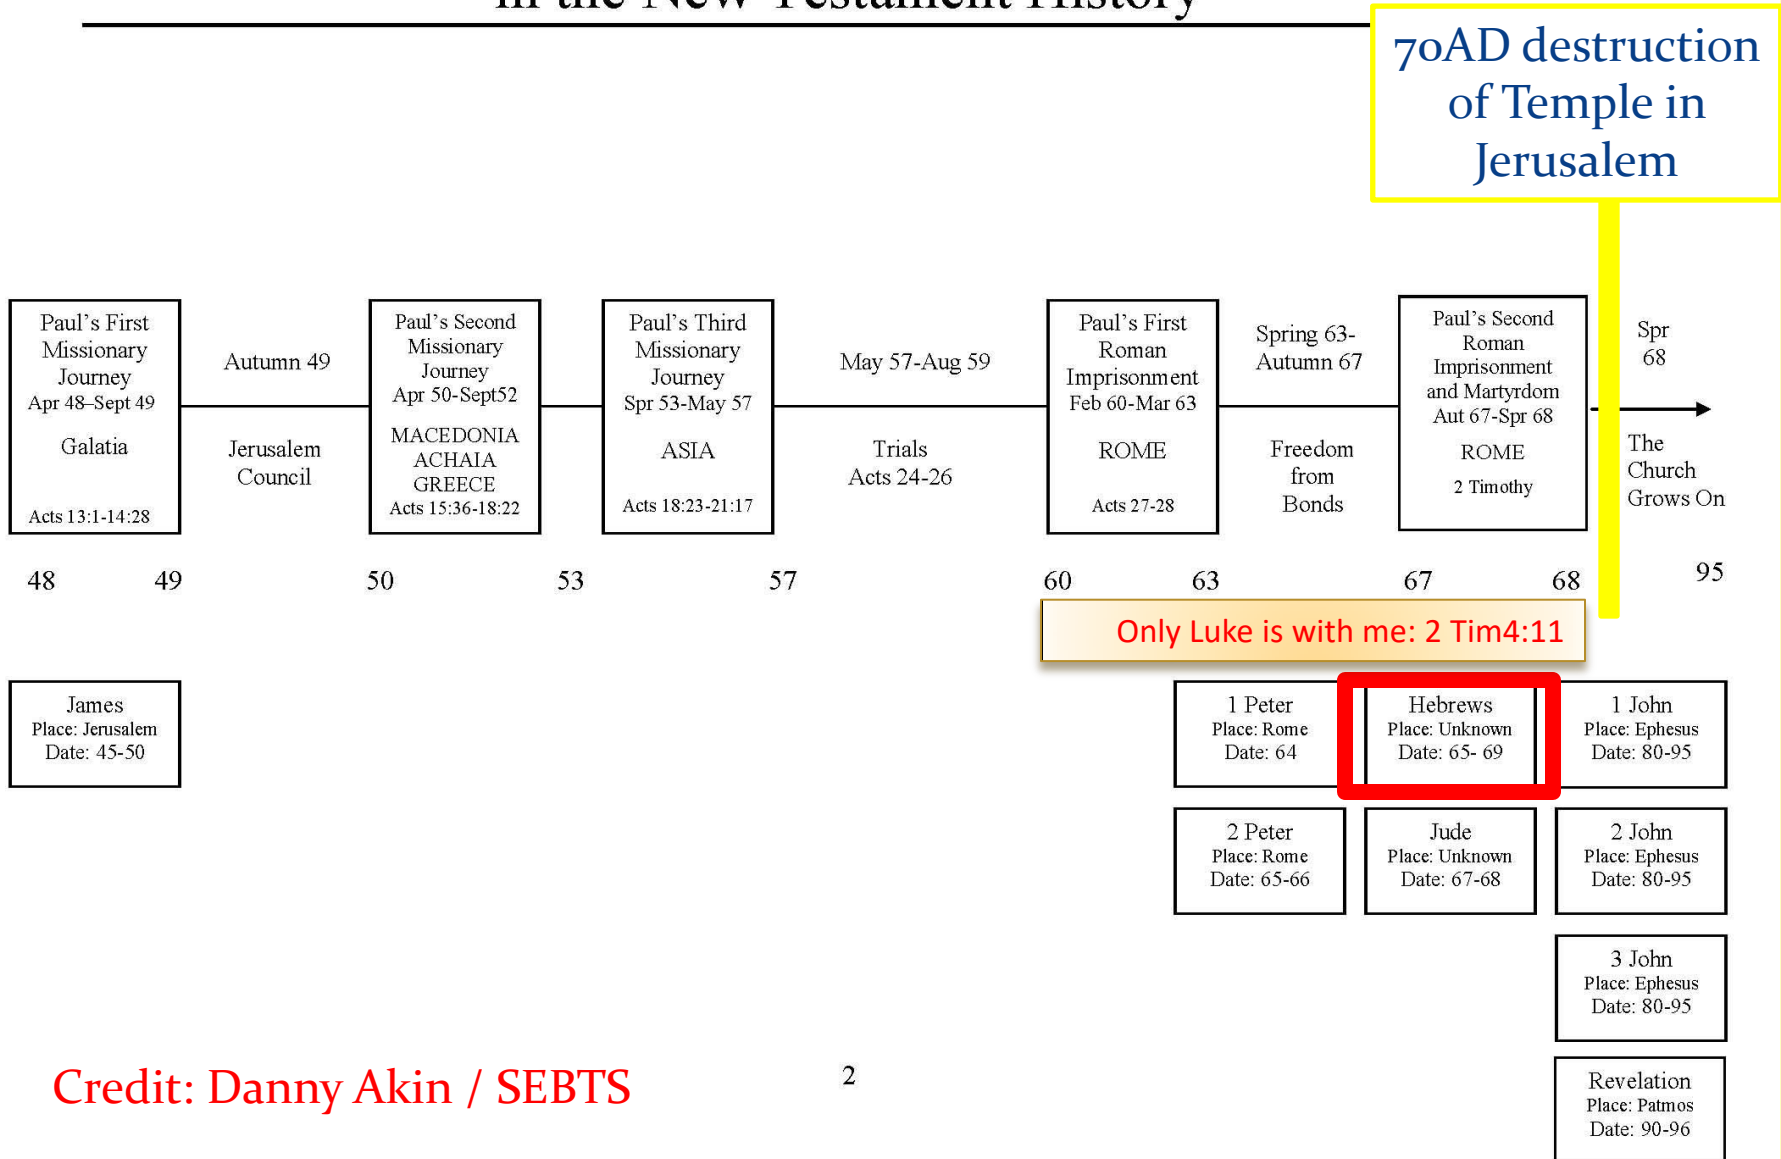 in the New Testament History
70AD destruction
of Temple in
Jerusalem
Paul's First
Missionary
Journey
Apr 48–Sept 49
Galatia
Acts 13:1-14:28
Autumn 49
Jerusalem
Council
Paul's Second
Missionary
Journey
Apr 50-Sept52
MACEDONIA
ACHAIA
GREECE
Acts 15:36-18:22
Paul's Third
Missionary
Journey
Spr 53-May 57
ASIA
Acts 18:23-21:17
May 57-Aug 59
Trials
Acts 24-26
Paul's First
Roman
Imprisonment
Feb 60-Mar 63
ROME
Acts 27-28
Spring 63-
Autumn 67
Freedom
from
Bonds
Paul's Second
Roman
Imprisonment
and Martyrdom
Aut 67-Spr 68
ROME
2 Timothy
Spr
68
The
Church
Grows On
48 49 50 53 57 60 63 67 68 95
Only Luke is with me: 2 Tim4:11
James
Place: Jerusalem
Date: 45-50
1 Peter
Place: Rome
Date: 64
Hebrews
Place: Unknown
Date: 65- 69
1 John
Place: Ephesus
Date: 80-95
2 Peter
Place: Rome
Date: 65-66
Jude
Place: Unknown
Date: 67-68
2 John
Place: Ephesus
Date: 80-95
3 John
Place: Ephesus
Date: 80-95
Revelation
Place: Patmos
Date: 90-96
Credit: Danny Akin / SEBTS
2